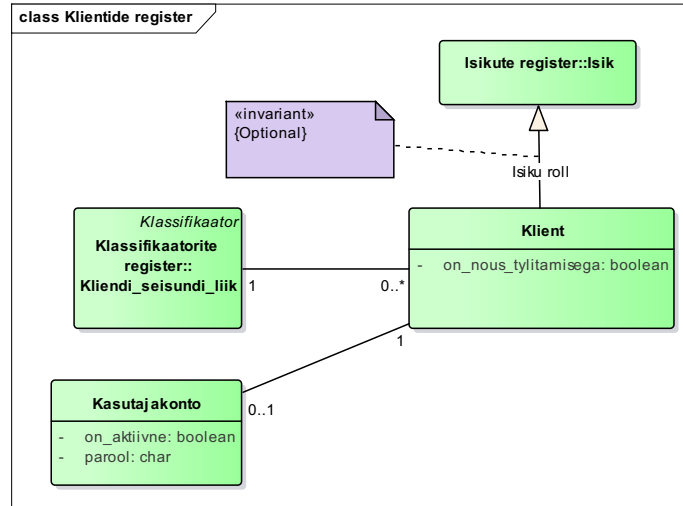 class Klientide register
Isikute register::Isik
«invariant»
{Optional}
Isiku roll
Klassifikaator
Klassifikaatorite
register::
Kliendi_seisundi_liik
Klient
- on_nous_tylitamisega: boolean
1
0..*
1
Kasutajakonto
0..1
- on_aktiivne: boolean
- parool: char